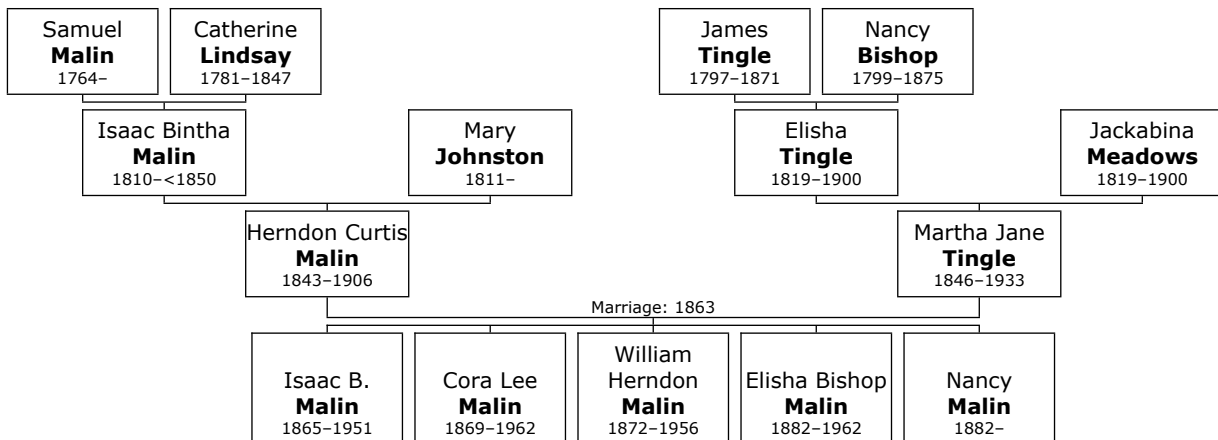 Samuel
Malin
1764–
Catherine
Lindsay
1781–1847
James
Tingle
1797–1871
Nancy
Bishop
1799–1875
Isaac Bintha
Malin
1810–<1850
Mary
Johnston
1811–
Elisha
Tingle
1819–1900
Jackabina
Meadows
1819–1900
Herndon Curtis
Malin
1843–1906
Martha Jane
Tingle
1846–1933
Marriage: 1863
Isaac B.
Malin
1865–1951
Cora Lee
Malin
1869–1962
William
Herndon
Malin
1872–1956
Elisha Bishop
Malin
1882–1962
Nancy
Malin
1882–